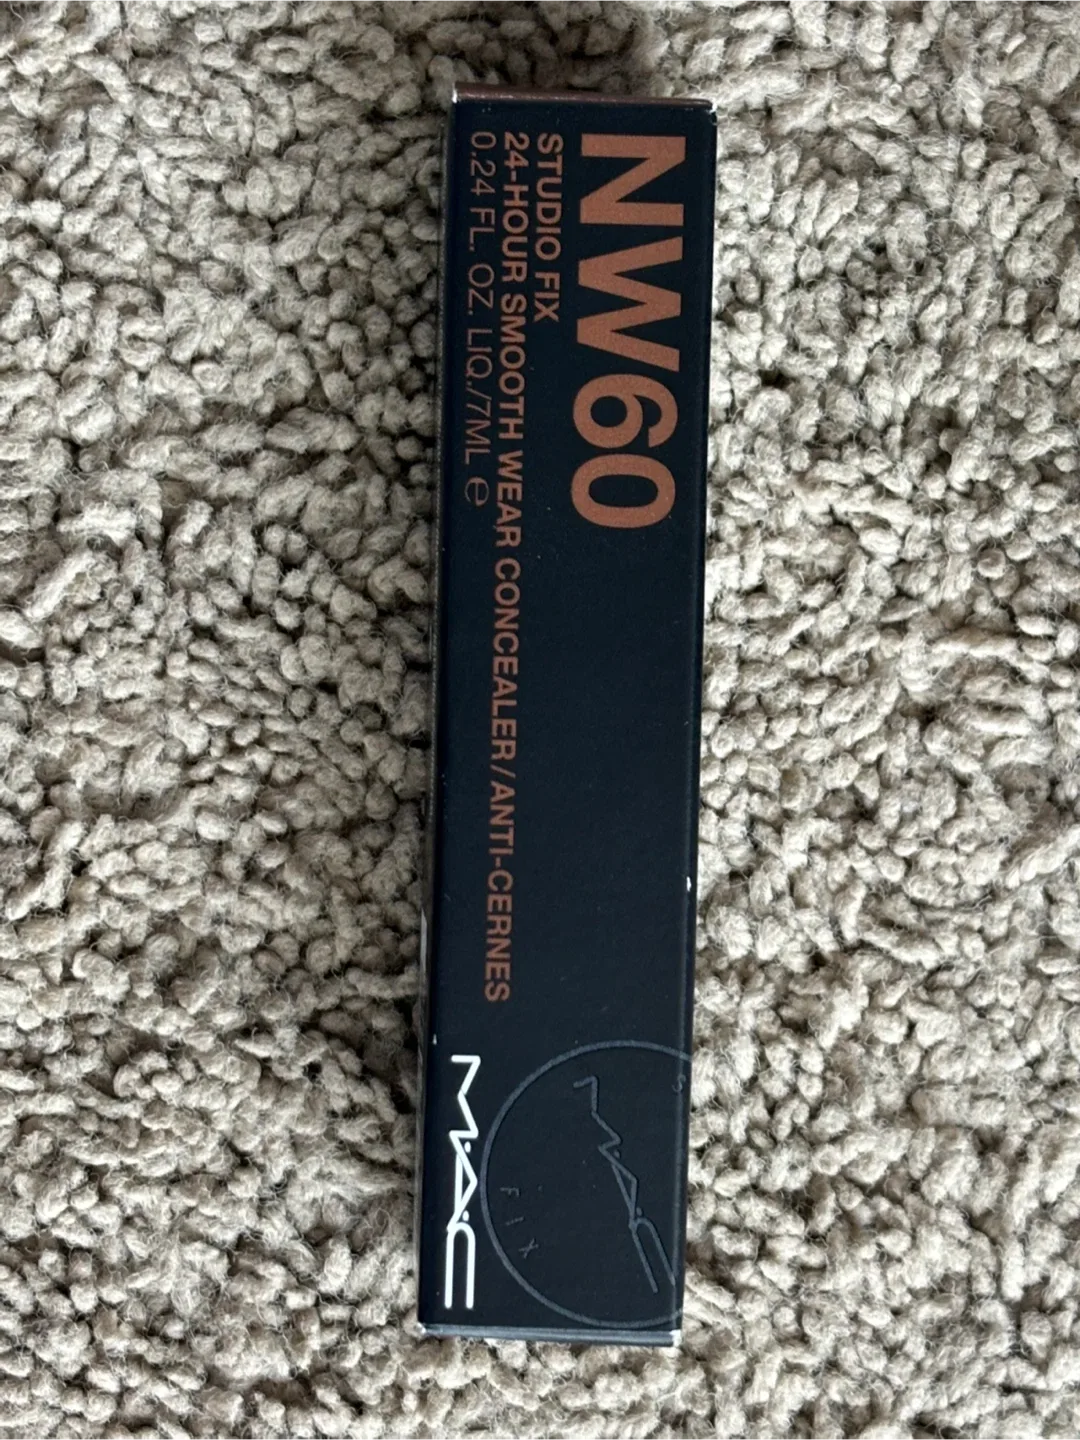 NW60
STUDIO FIX
24-HOUR SMOOTH WEAR CONCEALER/ANTI-CERNES
0.24 FL. OZ. LIQ./7ML ℮
M·A·C
M·A·C
S
FIX